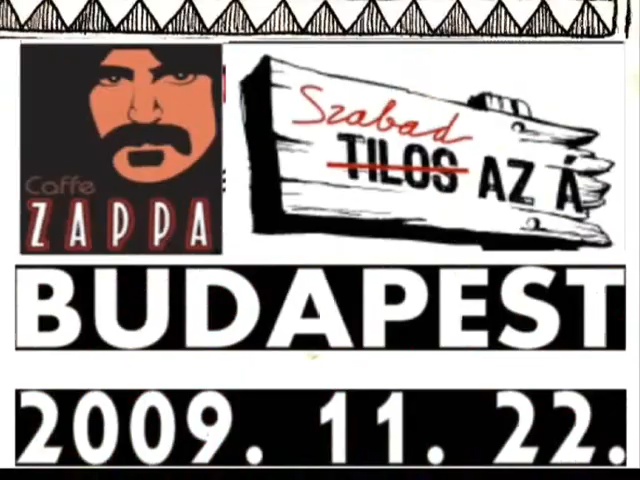 Caffe
ZAPPA
Szabad
TILOS AZ Á
BUDAPEST
2009. 11. 22.